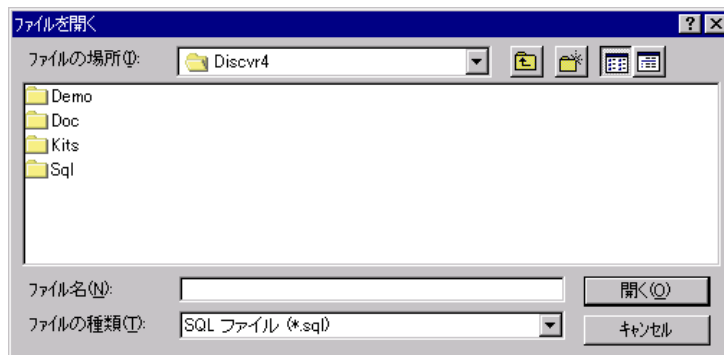 ファイルを開く
ファイルの場所(I):
Discvr4
Demo
Doc
Kits
Sql
ファイル名(N):
開く(O)
ファイルの種類(T):
SQL ファイル (*.sql)
キャンセル